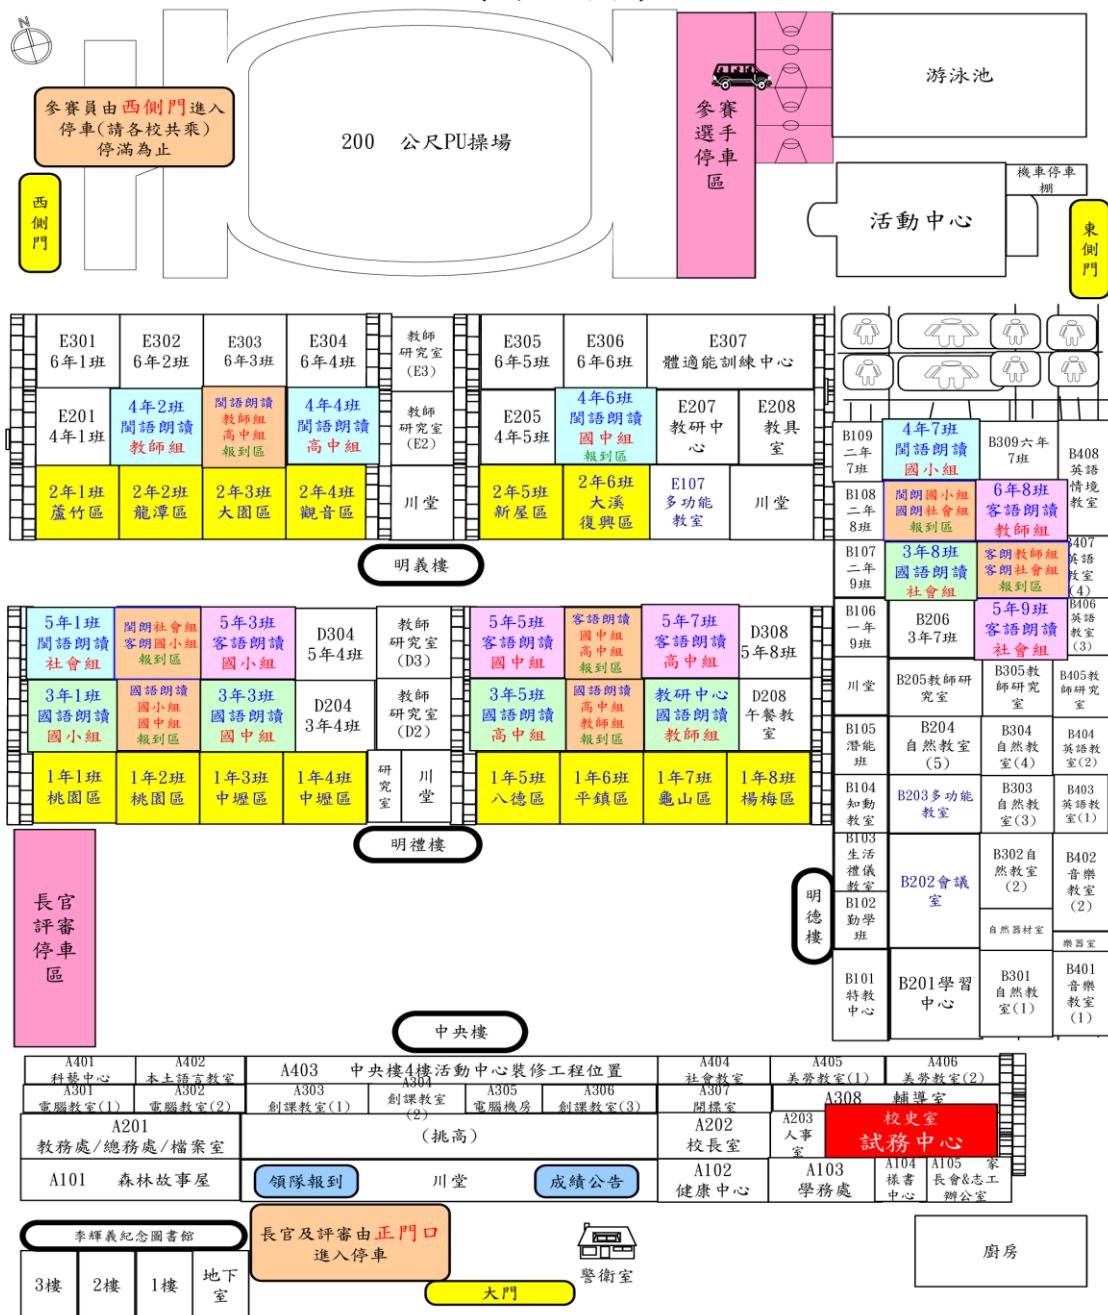 參賽員由西側門進入
停車(請各校共乘)
停滿為止
西側門
200 公尺PU操場
參賽選手停車區
游泳池
活動中心
機車停車
棚
東側門
E301
6年1班
E302
6年2班
E303
6年3班
E304
6年4班
教師
研究室
(E3)
E305
6年5班
E306
6年6班
E307
體適能訓練中心
E201
4年1班
4年2班
閩語朗讀
教師組
閩語朗讀
教師組
高中組
報到區
4年4班
閩語朗讀
高中組
教師
研究室
(E2)
E205
4年5班
4年6班
閩語朗讀
國中組
報到區
E207
教研中
心
E208
教具
室
2年1班
蘆竹區
2年2班
龍潭區
2年3班
大園區
2年4班
觀音區
川堂
2年5班
新屋區
2年6班
大溪
復興區
E107
多功能
教室
川堂
明義樓
B109
二年
7班
4年7班
閩語朗讀
國小組
B309六年
7班
B408
英語
情境
教室
B108
二年
8班
閩朗國小組
國朗社會組
報到區
6年8班
客語朗讀
教師組
B107
二年
9班
3年8班
國語朗讀
社會組
客朗教師組
客朗社會組
報到區
B407
英語
教室
(4)
B106
一年
9班
B206
3年7班
5年9班
客語朗讀
社會組
B406
英語
教室
(3)
川堂
B205教師研
究室
B305教
師研究
室
B405教
師研究
室
B105
潛能
班
B204
自然教室
(5)
B304
自然教
室(4)
B404
英語教
室(2)
B104
知動
教室
B203多功能
教室
B303
自然教
室(3)
B403
英語教
室(1)
B103
生活
禮儀
教室
B202會議
室
B302自
然教室
(2)
B402
音樂
教室
(2)
B102
勤學
班
自然器材室
樂器室
B101
特教
中心
B201學習
中心
B301
自然教
室(1)
B401
音樂
教室
(1)
5年1班
閩語朗讀
社會組
閩朗社會組
客朗國小組
報到區
5年3班
客語朗讀
國小組
D304
5年4班
教師
研究室
(D3)
5年5班
客語朗讀
國中組
客語朗讀
國中組
高中組
報到區
5年7班
客語朗讀
高中組
D308
5年8班
3年1班
國語朗讀
國小組
國語朗讀
國小組
國中組
報到區
3年3班
國語朗讀
國中組
D204
3年4班
教師
研究室
(D2)
3年5班
國語朗讀
高中組
國語朗讀
高中組
教師組
報到區
教研中心
國語朗讀
教師組
D208
午餐教
室
1年1班
桃園區
1年2班
桃園區
1年3班
中壢區
1年4班
中壢區
研究室
川堂
1年5班
八德區
1年6班
平鎮區
1年7班
龜山區
1年8班
楊梅區
明禮樓
明德樓
長官評審停車區
中央樓
A401
科藝中心
A402
本土語言教室
A403 中央樓4樓活動中心裝修工程位置
A404
社會教室
A405
美勞教室(1)
A406
美勞教室(2)
A301
電腦教室(1)
A302
電腦教室(2)
A303
創課教室(1)
A304
創課教室
(2)
A305
電腦機房
A306
創課教室(3)
A307
開標室
A308 輔導室
A201
教務處/總務處/檔案室
(挑高)
A202
校長室
A203
人事
室
校史室
試務中心
A101 森林故事屋
領隊報到
川堂
成績公告
A102
健康中心
A103
學務處
A104
樣書
中心
A105 家
長會&志工
辦公室
李輝義紀念圖書館
3樓
2樓
1樓
地下
室
長官及評審由正門口
進入停車
大門
警衛室
廚房